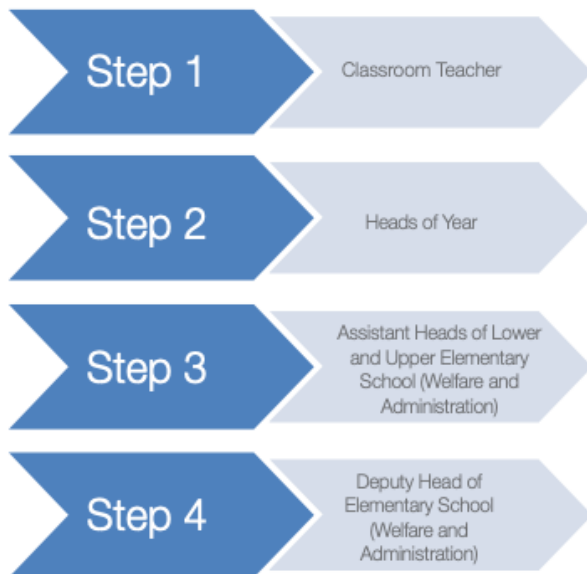 Step 1
Classroom Teacher
Step 2
Heads of Year
Step 3
Assistant Heads of Lower
and Upper Elementary
School (Welfare and
Administration)
Step 4
Deputy Head of
Elementary School
(Welfare and
Administration)